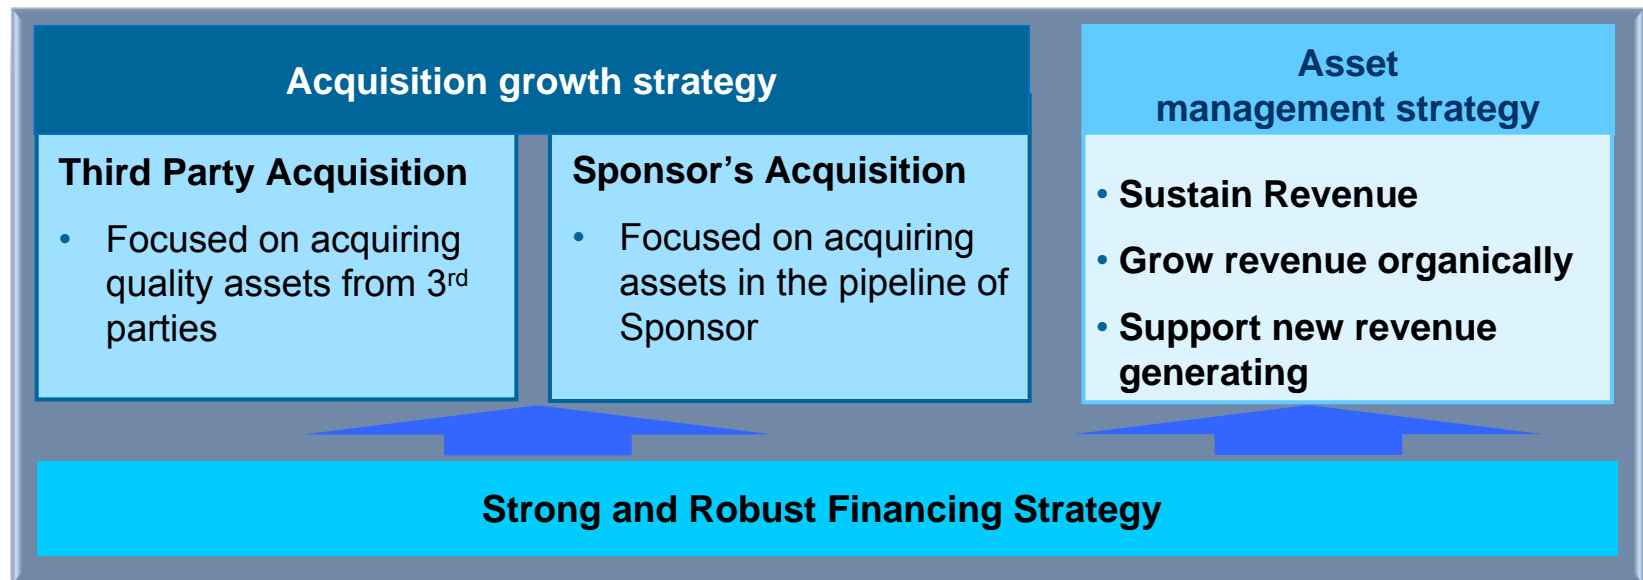 Acquisition growth strategy
Third Party Acquisition
• Focused on acquiring
quality assets from 3rd
parties
Sponsor’s Acquisition
• Focused on acquiring
assets in the pipeline of
Sponsor
Asset
management strategy
• Sustain Revenue
• Grow revenue organically
• Support new revenue
generating
Strong and Robust Financing Strategy